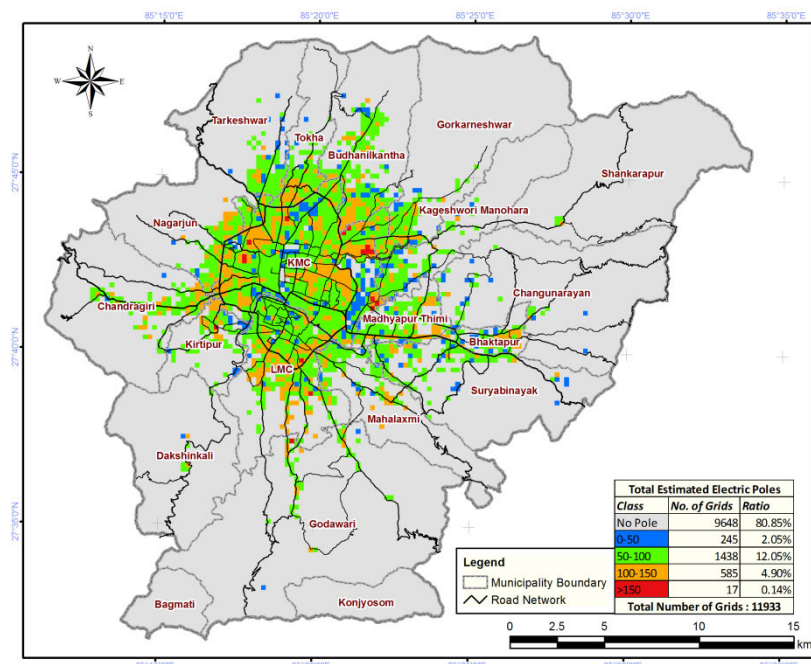 85°15'0"E 85°20'0"E 85°25'0"E 85°30'0"E 85°35'0"E
N
W E
S
Tarkeshwar
Tokha
Gorkarneshwar
Budhanilkantha
27°45'0"N
Shankarapur
Kageshwori Manohara
Nagarjun
KMC
Changunarayan
Chandragiri
Madhyapur Thimi
27°40'0"N
Kirtipur
Bhaktapur
LMC
Suryabinayak
Mahalaxmi
Dakshinkali
Total Estimated Electric Poles
Class No. of Grids Ratio
No Pole 9648 80.85%
0-50 245 2.05%
50-100 1438 12.05%
100-150 585 4.90%
>150 17 0.14%
Total Number of Grids : 11933
Godawari
Legend
Municipality Boundary
Road Network
Bagmati
Konjyosom
0 2.5 5 10 15
km